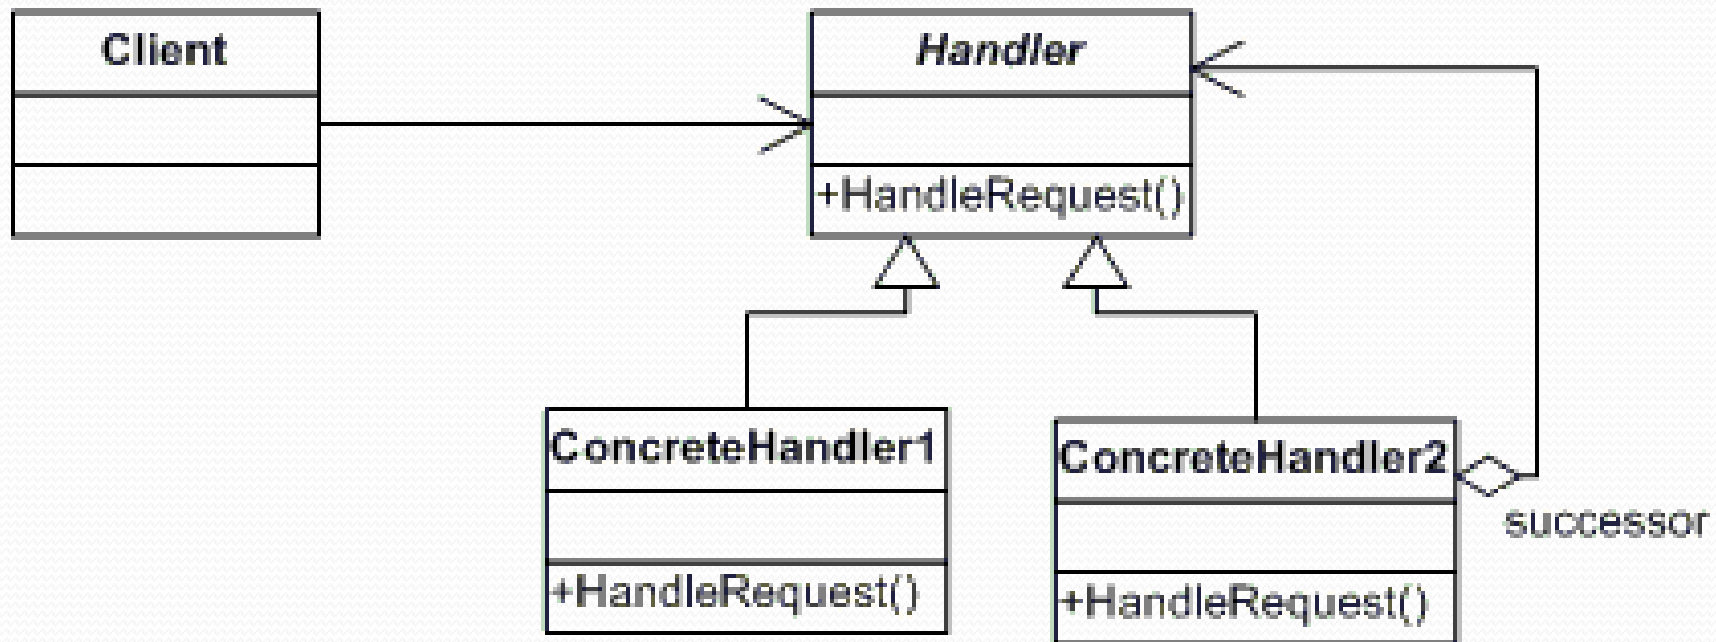 Client
Handler
+HandleRequest()
ConcreteHandler1
+HandleRequest()
ConcreteHandler2
+HandleRequest()
successor